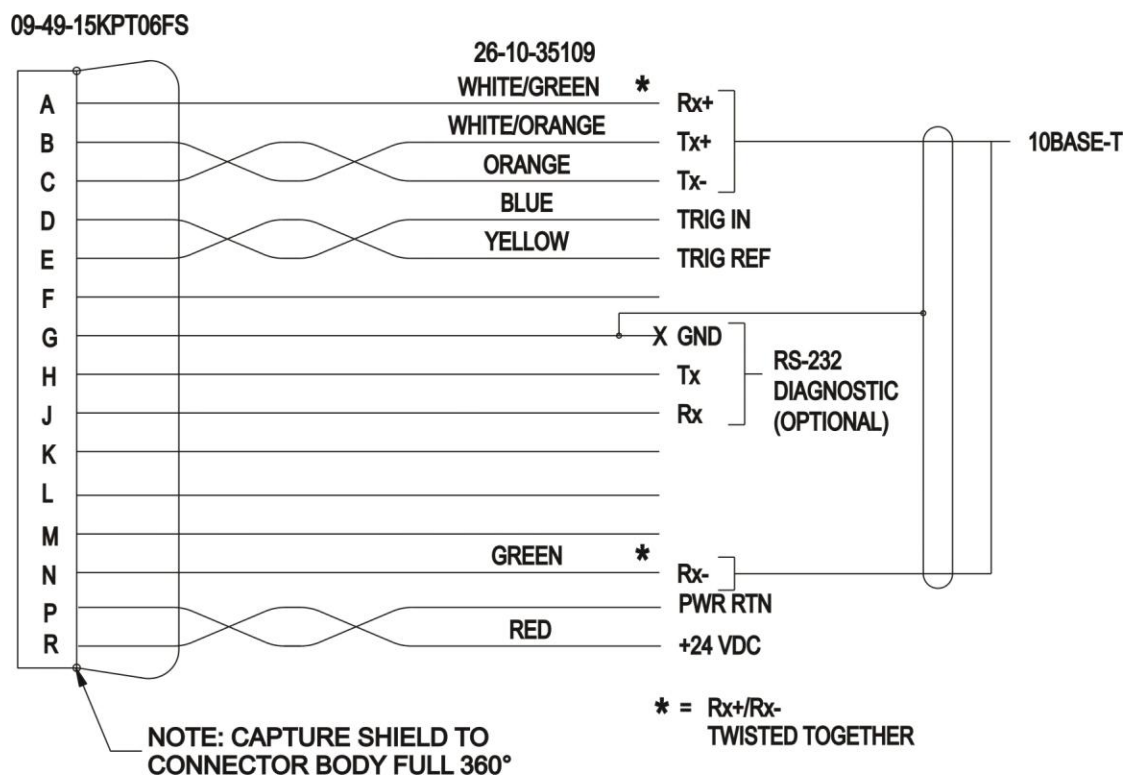 09-49-15KPT06FS
26-10-35109
A
WHITE/GREEN
*
Rx+
B
WHITE/ORANGE
Tx+
10BASE-T
C
ORANGE
Tx-
D
BLUE
TRIG IN
E
YELLOW
TRIG REF
F
G
X GND
H
Tx
RS-232
DIAGNOSTIC
(OPTIONAL)
J
Rx
K
L
M
N
GREEN
*
Rx-
P
PWR RTN
R
RED
+24 VDC
* = Rx+/Rx-
TWISTED TOGETHER
NOTE: CAPTURE SHIELD TO
CONNECTOR BODY FULL 360°